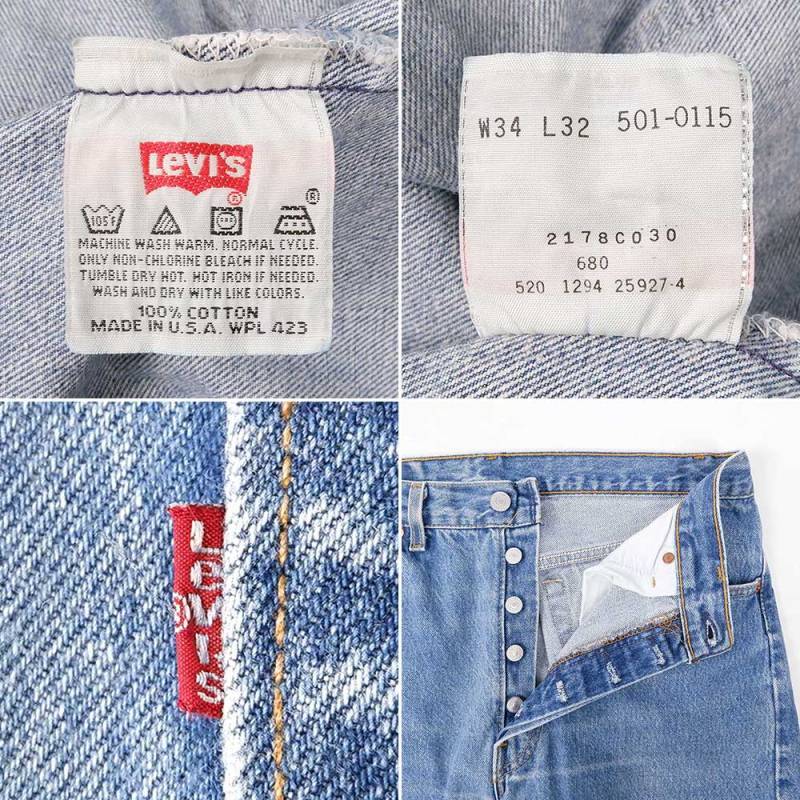 Levi's
®
®
105°F
MACHINE WASH WARM. NORMAL CYCLE.
ONLY NON-CHLORINE BLEACH IF NEEDED.
TUMBLE DRY HOT. HOT IRON IF NEEDED.
WASH AND DRY WITH LIKE COLORS.
100% COTTON
MADE IN U.S.A. WPL 423
W34 L32 501-0115
2178C030
680
520 1294 25927-4
LEVI'S
®